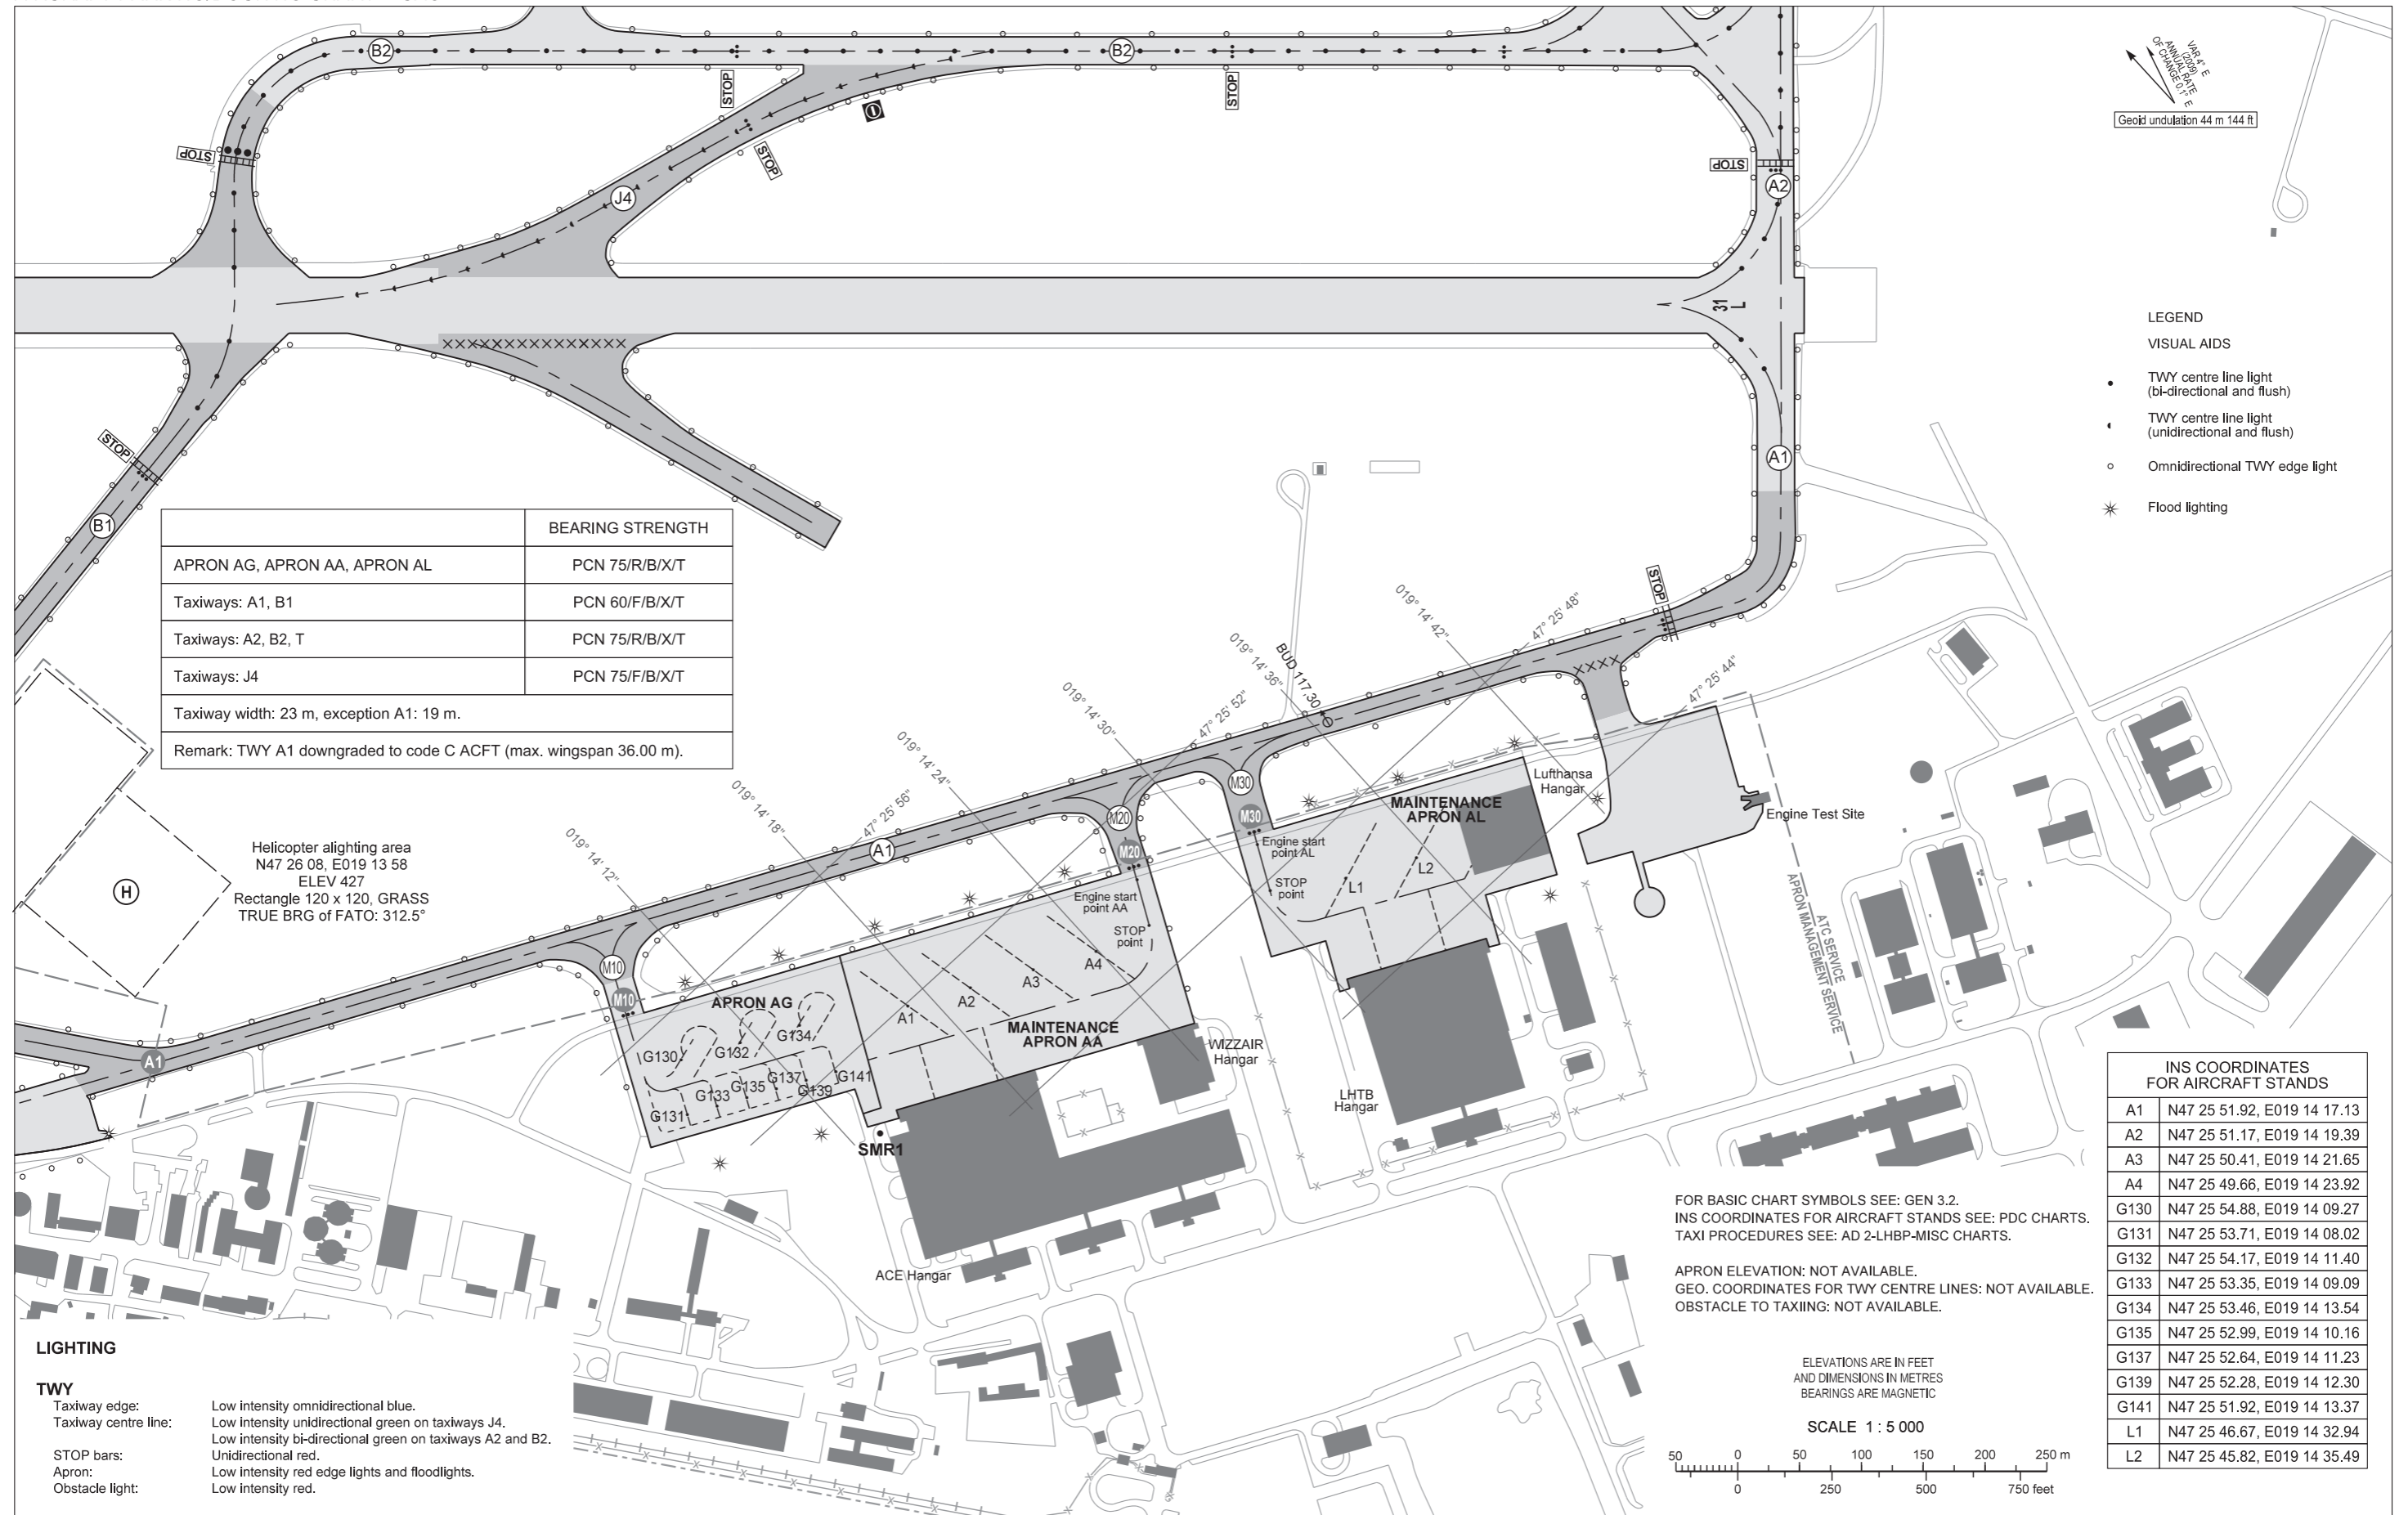 B2
B2
STOP
STOP
STOP
STOP
STOP
J4
A2
VAR 4° E
(2009)
ANNUAL RATE
OF CHANGE 0.1° E
Geoid undulation 44 m 144 ft
31
L
LEGEND
VISUAL AIDS
TWY centre line light
(bi-directional and flush)
TWY centre line light
(unidirectional and flush)
Omnidirectional TWY edge light
Flood lighting
STOP
B1
A1
STOP
BEARING STRENGTH
APRON AG, APRON AA, APRON AL PCN 75/R/B/X/T
Taxiways: A1, B1 PCN 60/F/B/X/T
Taxiways: A2, B2, T PCN 75/R/B/X/T
Taxiways: J4 PCN 75/F/B/X/T
Taxiway width: 23 m, exception A1: 19 m.
Remark: TWY A1 downgraded to code C ACFT (max. wingspan 36.00 m).
019° 14' 12"
019° 14' 18"
019° 14' 24"
019° 14' 30"
019° 14' 36"
019° 14' 42"
47° 25' 56"
47° 25' 52"
47° 25' 48"
47° 25' 44"
BUD 117,30
Helicopter alighting area
N47 26 08, E019 13 58
ELEV 427
Rectangle 120 x 120, GRASS
TRUE BRG of FATO: 312.5°
H
A1
A1
M10
M10
M20
M20
M30
M30
Engine start
point AA
STOP
point
Engine start
point AL
STOP
point
MAINTENANCE
APRON AL
L1
L2
Lufthansa
Hangar
Engine Test Site
ATC SERVICE
APRON MANAGEMENT SERVICE
APRON AG
G130
G132
G134
G131
G133
G135
G137
G139
G141
A1
A2
A3
A4
MAINTENANCE
APRON AA
WIZZAIR
Hangar
LHTB
Hangar
SMR1
ACE Hangar
FOR BASIC CHART SYMBOLS SEE: GEN 3.2.
INS COORDINATES FOR AIRCRAFT STANDS SEE: PDC CHARTS.
TAXI PROCEDURES SEE: AD 2-LHBP-MISC CHARTS.
APRON ELEVATION: NOT AVAILABLE.
GEO. COORDINATES FOR TWY CENTRE LINES: NOT AVAILABLE.
OBSTACLE TO TAXIING: NOT AVAILABLE.
ELEVATIONS ARE IN FEET
AND DIMENSIONS IN METRES
BEARINGS ARE MAGNETIC
SCALE 1 : 5 000
50 0 50 100 150 200 250 m
0 250 500 750 feet
INS COORDINATES
FOR AIRCRAFT STANDS
A1 N47 25 51.92, E019 14 17.13
A2 N47 25 51.17, E019 14 19.39
A3 N47 25 50.41, E019 14 21.65
A4 N47 25 49.66, E019 14 23.92
G130 N47 25 54.88, E019 14 09.27
G131 N47 25 53.71, E019 14 08.02
G132 N47 25 54.17, E019 14 11.40
G133 N47 25 53.35, E019 14 09.09
G134 N47 25 53.46, E019 14 13.54
G135 N47 25 52.99, E019 14 10.16
G137 N47 25 52.64, E019 14 11.23
G139 N47 25 52.28, E019 14 12.30
G141 N47 25 51.92, E019 14 13.37
L1 N47 25 46.67, E019 14 32.94
L2 N47 25 45.82, E019 14 35.49
LIGHTING
TWY
Taxiway edge: Low intensity omnidirectional blue.
Taxiway centre line: Low intensity unidirectional green on taxiways J4.
Low intensity bi-directional green on taxiways A2 and B2.
STOP bars: Unidirectional red.
Apron: Low intensity red edge lights and floodlights.
Obstacle light: Low intensity red.